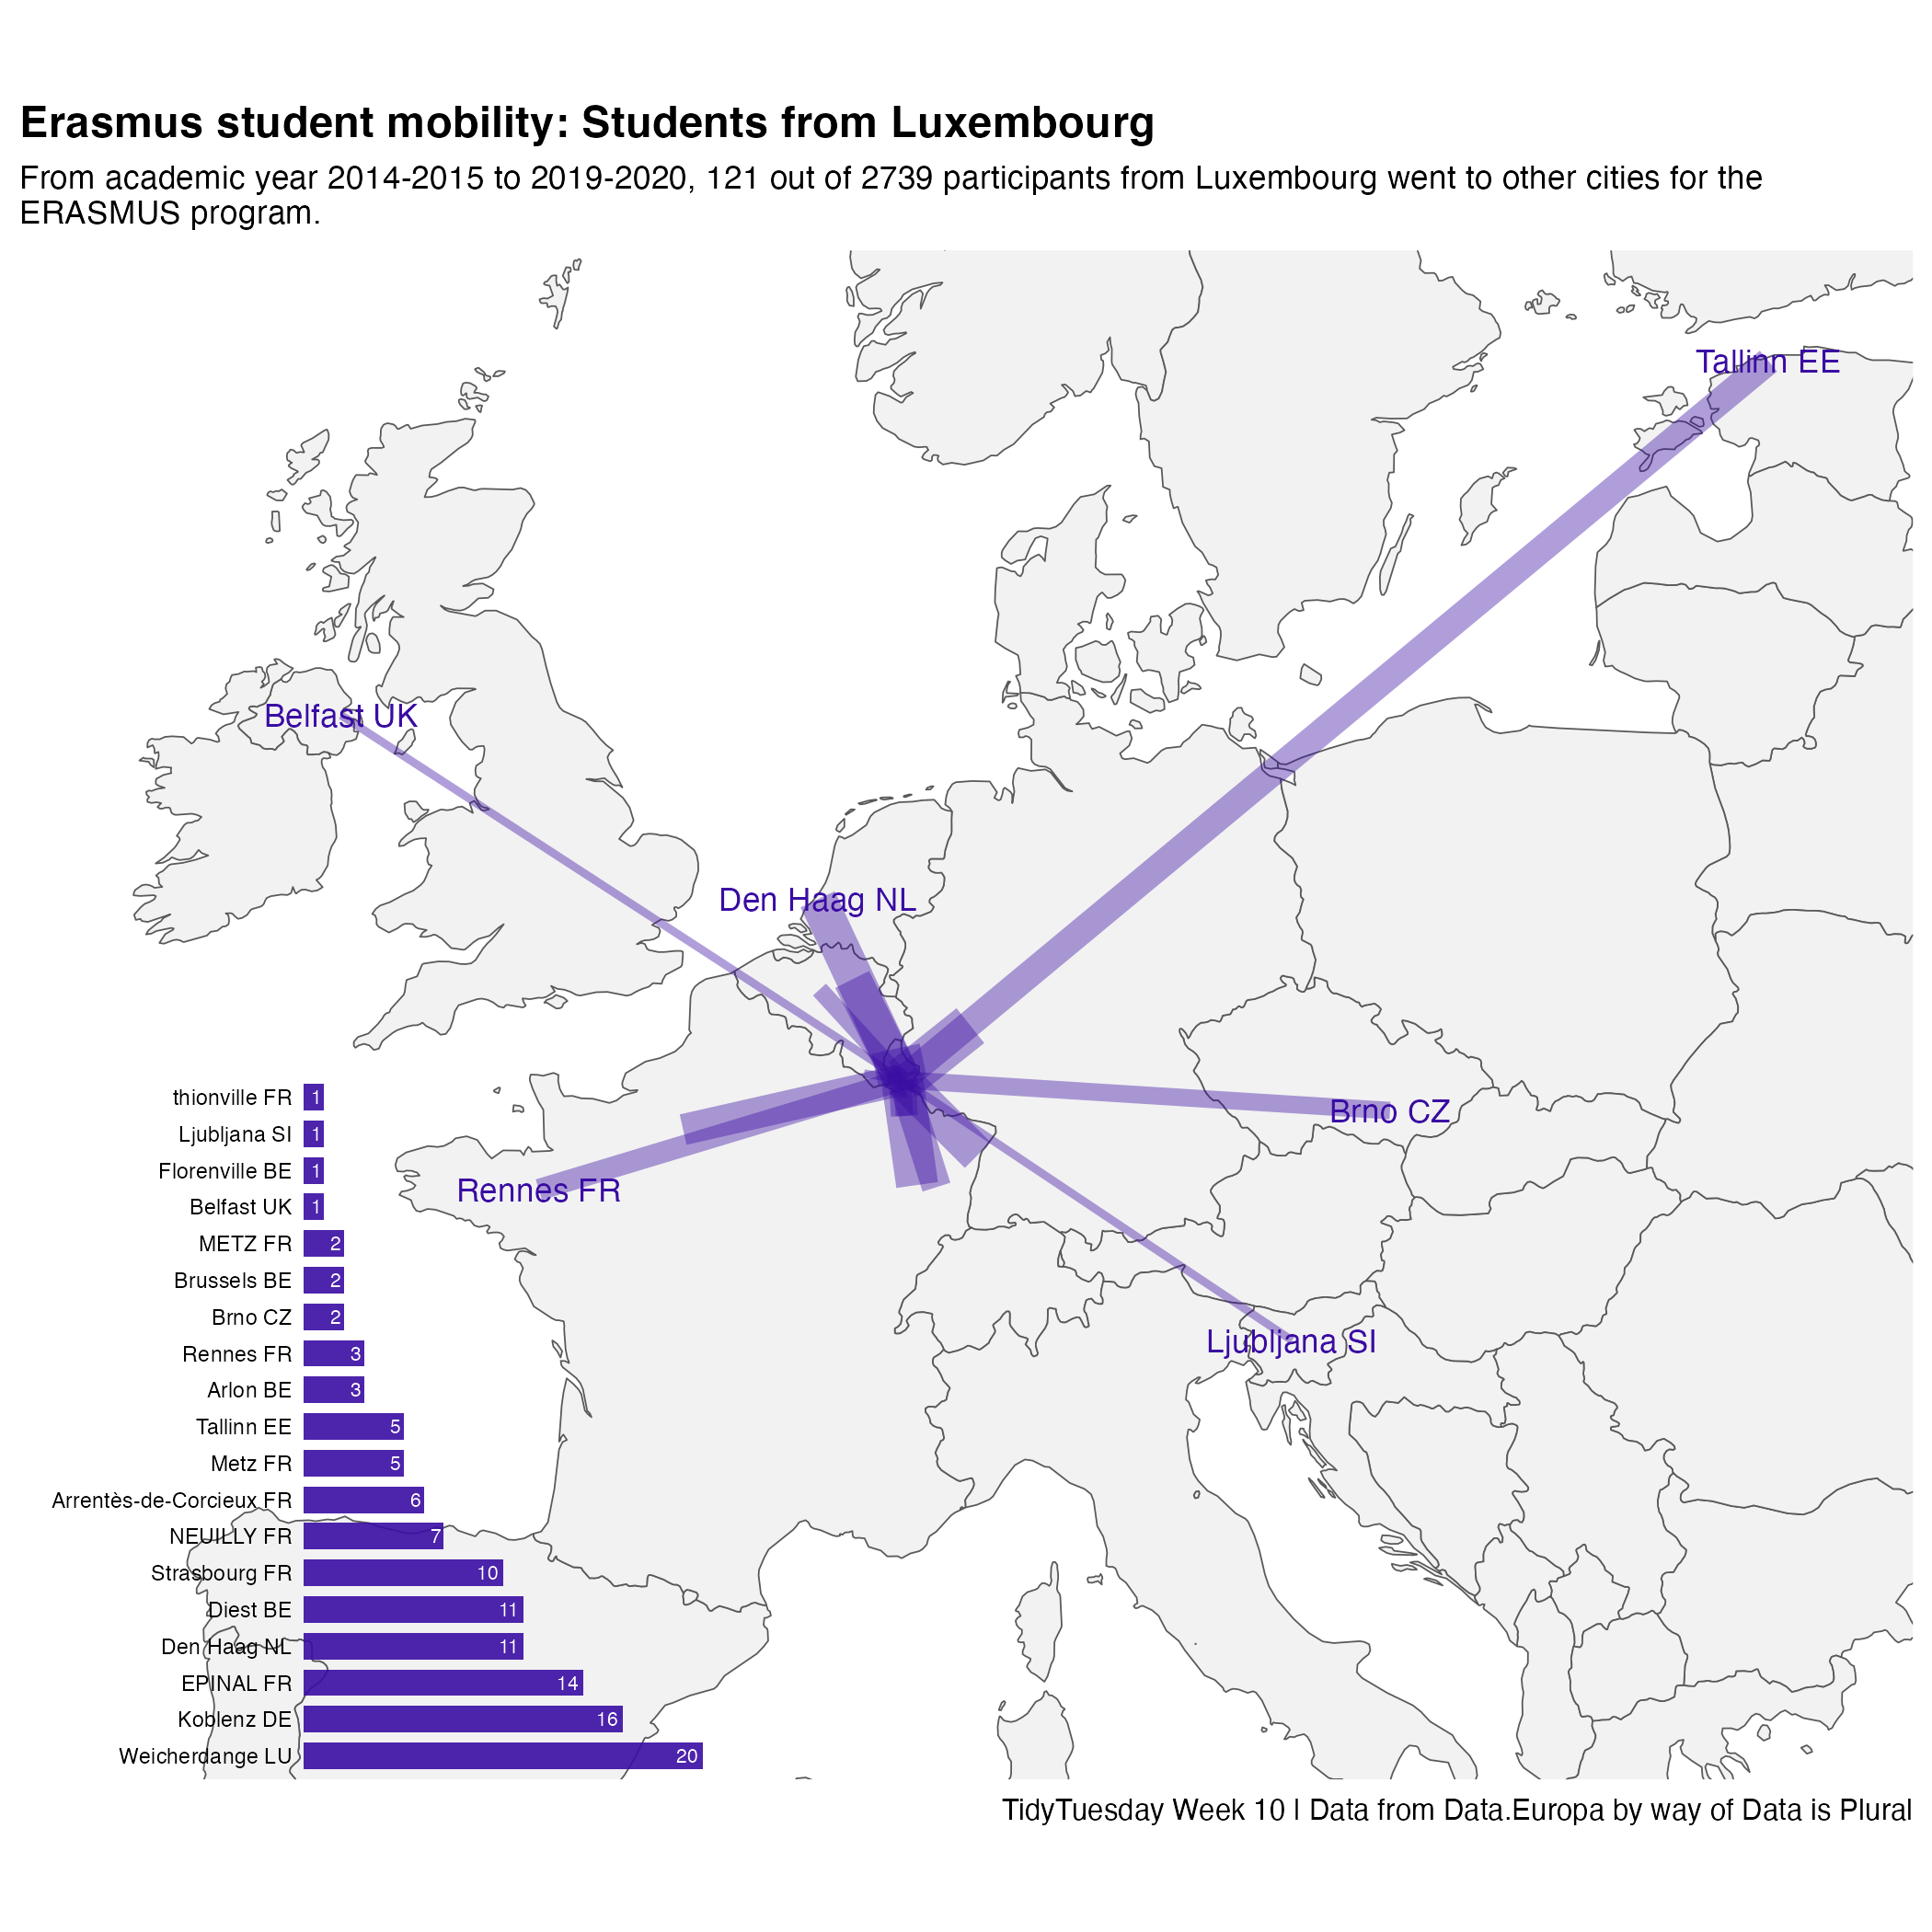 Erasmus student mobility: Students from Luxembourg
From academic year 2014-2015 to 2019-2020, 121 out of 2739 participants from Luxembourg went to other cities for the
ERASMUS program.
Tallinn EE
Belfast UK
Den Haag NL
Brno CZ
Rennes FR
Ljubljana SI
thionville FR 1
Ljubljana SI 1
Florenville BE 1
Belfast UK 1
METZ FR 2
Brussels BE 2
Brno CZ 2
Rennes FR 3
Arlon BE 3
Tallinn EE 5
Metz FR 5
Arrentès-de-Corcieux FR 6
NEUILLY FR 7
Strasbourg FR 10
Diest BE 11
Den Haag NL 11
EPINAL FR 14
Koblenz DE 16
Weicherdange LU 20
TidyTuesday Week 10 | Data from Data.Europa by way of Data is Plural